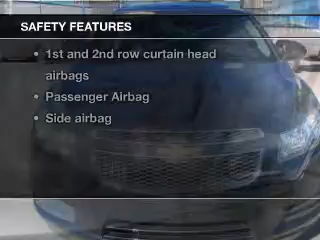 SAFETY FEATURES
• 1st and 2nd row curtain head
airbags
• Passenger Airbag
• Side airbag